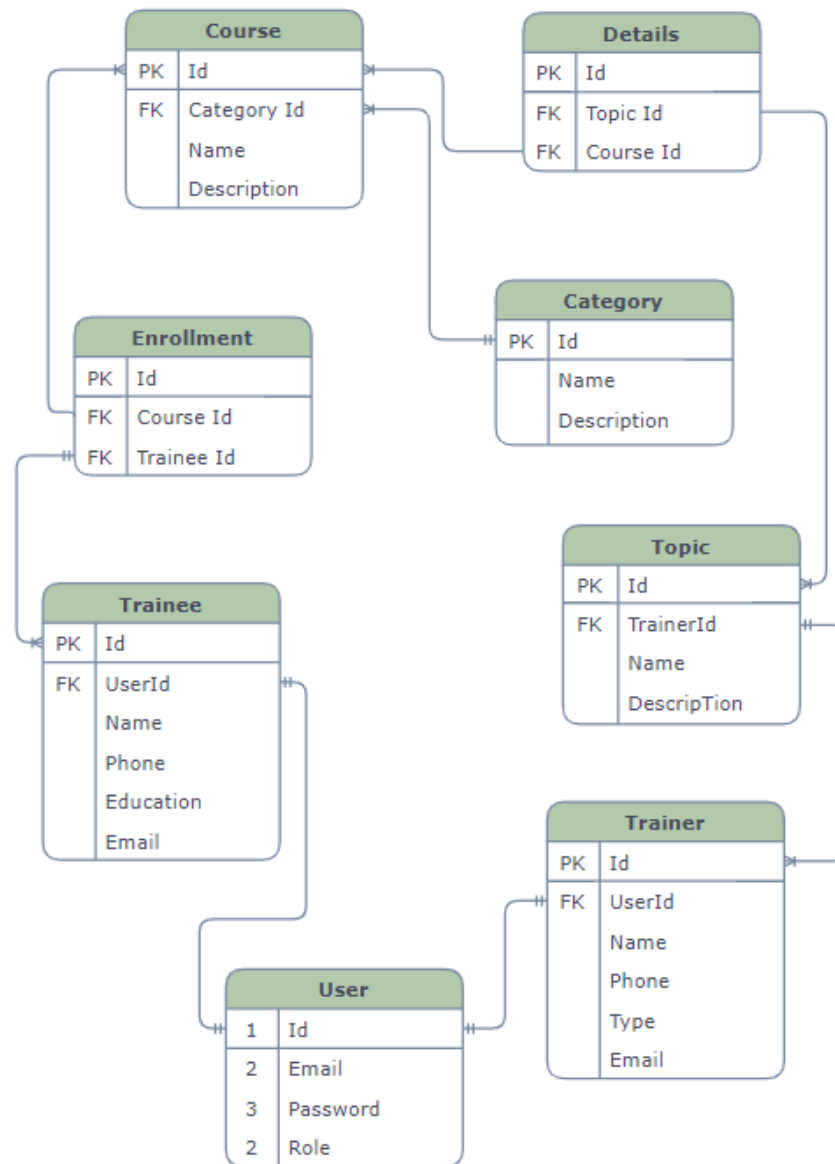 Course
PK Id
FK Category Id
Name
Description
Details
PK Id
FK Topic Id
FK Course Id
Category
PK Id
Name
Description
Enrollment
PK Id
FK Course Id
FK Trainee Id
Topic
PK Id
FK TrainerId
Name
DescripTion
Trainee
PK Id
FK UserId
Name
Phone
Education
Email
Trainer
PK Id
FK UserId
Name
Phone
Type
Email
User
1 Id
2 Email
3 Password
2 Role